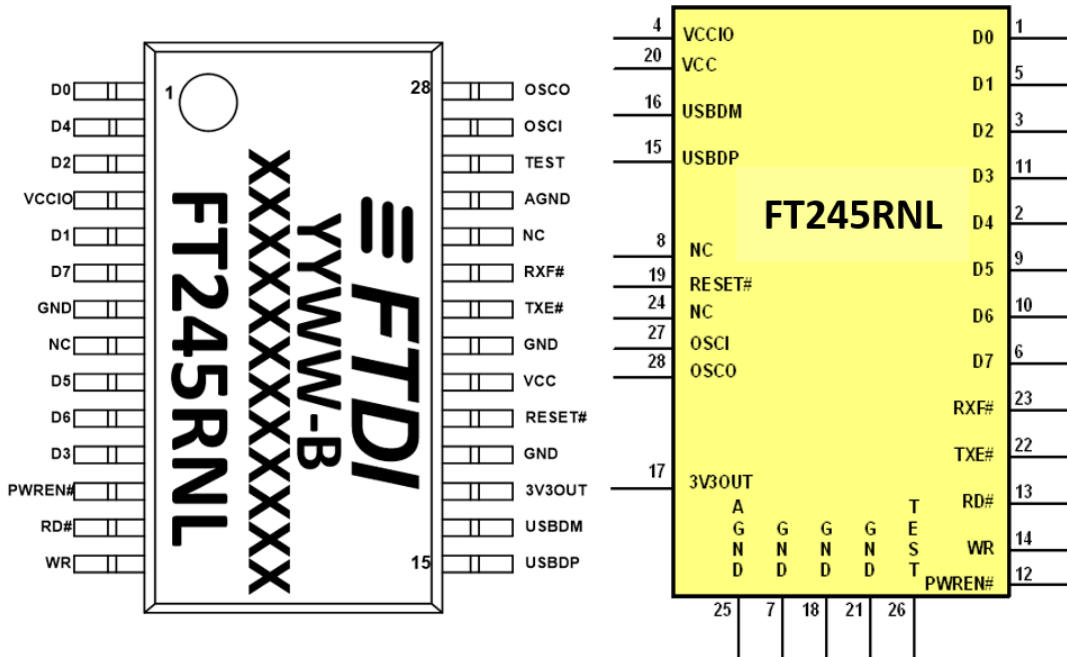 D0
D4
D2
VCCIO
D1
D7
GND
NC
D5
D6
D3
PWREN#
RD#
WR
1
28
15
FT245RNL
XXXXXXXXXXXX
YYWW-B
FTDI
OSCO
OSCI
TEST
AGND
NC
RXF#
TXE#
GND
VCC
RESET#
GND
3V3OUT
USBDM
USBDP
4 VCCIO
20 VCC
16 USBDM
15 USBDP
8 NC
19 RESET#
24 NC
27 OSCI
28 OSCO
17 3V3OUT
FT245RNL
D0 1
D1 5
D2 3
D3 11
D4 2
D5 9
D6 10
D7 6
RXF# 23
TXE# 22
RD# 13
WR 14
PWREN# 12
AGND
GND
GND
GND
TEST
25 7 18 21 26